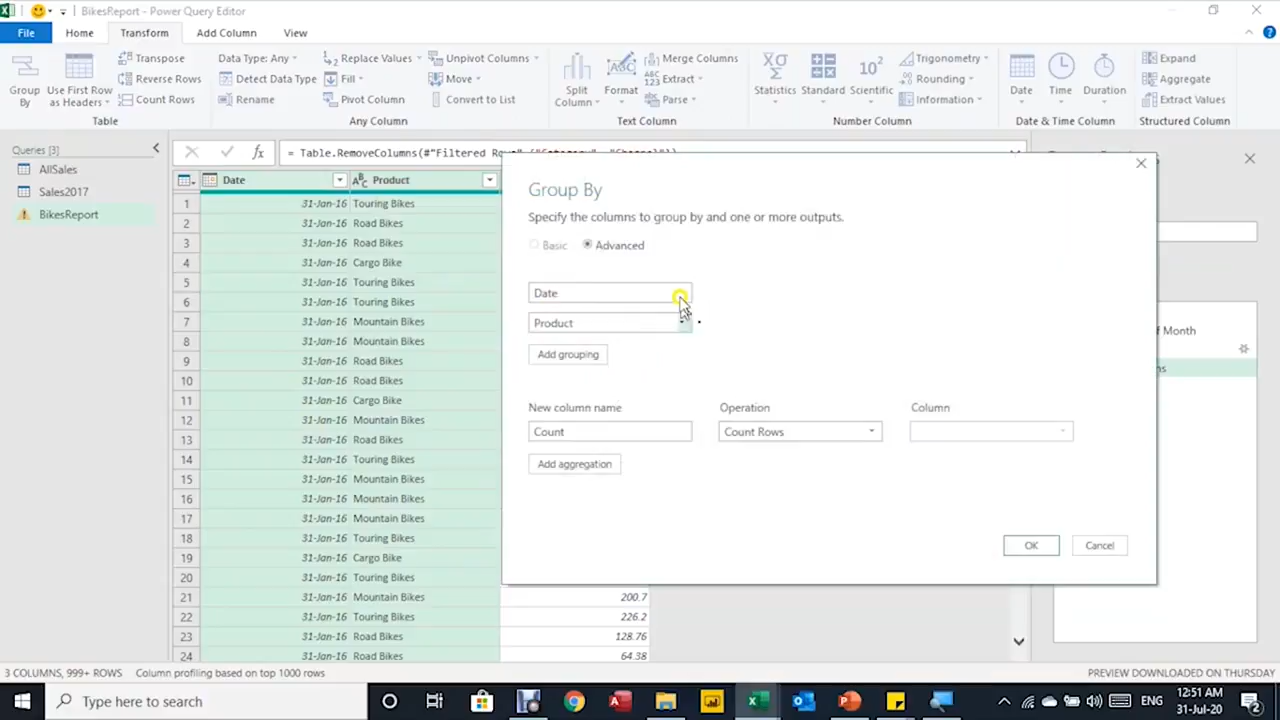 BikesReport - Power Query Editor
File Home Transform Add Column View
Group By
Use First Row as Headers
Transpose
Reverse Rows
Count Rows
Table
Data Type: Any
Detect Data Type
Rename
Replace Values
Fill
Pivot Column
Unpivot Columns
Move
Convert to List
Any Column
Split Column
Format
ABC
Merge Columns
Extract
Parse
Text Column
Statistics
Standard
Scientific
Trigonometry
Rounding
Information
Number Column
Date
Time
Duration
Date & Time Column
Expand
Aggregate
Extract Values
Structured Column
Queries [3]
AllSales
Sales2017
BikesReport
fx = Table.RemoveColumns(#"Filtered
Date Product
1 31-Jan-16 Touring Bikes
2 31-Jan-16 Road Bikes
3 31-Jan-16 Road Bikes
4 31-Jan-16 Cargo Bike
5 31-Jan-16 Touring Bikes
6 31-Jan-16 Touring Bikes
7 31-Jan-16 Mountain Bikes
8 31-Jan-16 Mountain Bikes
9 31-Jan-16 Road Bikes
10 31-Jan-16 Road Bikes
11 31-Jan-16 Cargo Bike
12 31-Jan-16 Mountain Bikes
13 31-Jan-16 Road Bikes
14 31-Jan-16 Touring Bikes
15 31-Jan-16 Mountain Bikes
16 31-Jan-16 Mountain Bikes
17 31-Jan-16 Mountain Bikes
18 31-Jan-16 Touring Bikes
19 31-Jan-16 Cargo Bike
20 31-Jan-16 Touring Bikes
21 31-Jan-16 Mountain Bikes 200.7
22 31-Jan-16 Touring Bikes 226.2
23 31-Jan-16 Road Bikes 128.76
24 31-Jan-16 Road Bikes 64.38
Group By
Specify the columns to group by and one or more outputs.
Basic Advanced
Date
Product
Add grouping
New column name Operation Column
Count Count Rows
Add aggregation
OK Cancel
f Month
ns
3 COLUMNS, 999+ ROWS Column profiling based on top 1000 rows
PREVIEW DOWNLOADED ON THURSDAY
Type here to search
ENG
12:51 AM
31-Jul-20
2